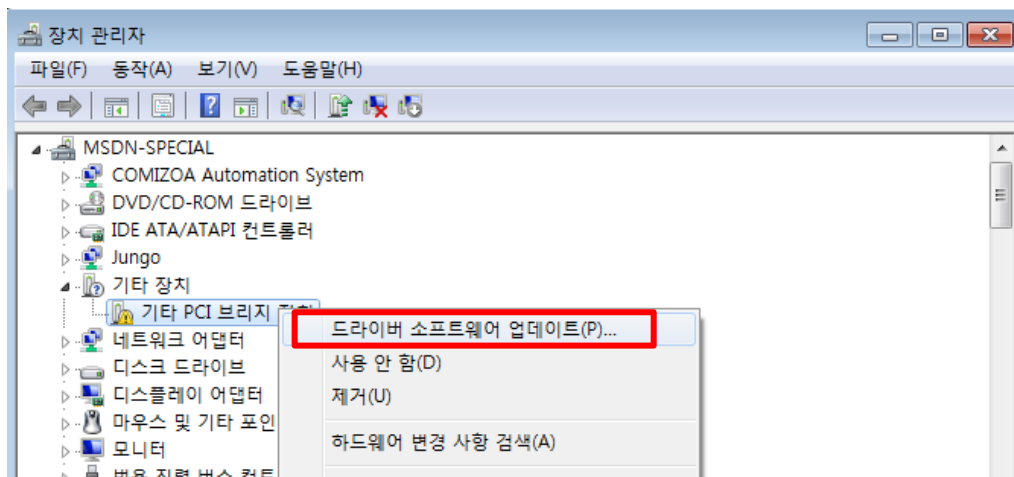 장치 관리자
파일(F) 동작(A) 보기(V) 도움말(H)
MSDN-SPECIAL
COMIZOA Automation System
DVD/CD-ROM 드라이브
IDE ATA/ATAPI 컨트롤러
Jungo
기타 장치
기타 PCI 브리지
드라이버 소프트웨어 업데이트(P)...
네트워크 어댑터
사용 안 함(D)
디스크 드라이브
디스플레이 어댑터
제거(U)
마우스 및 기타 포인
하드웨어 변경 사항 검색(A)
모니터